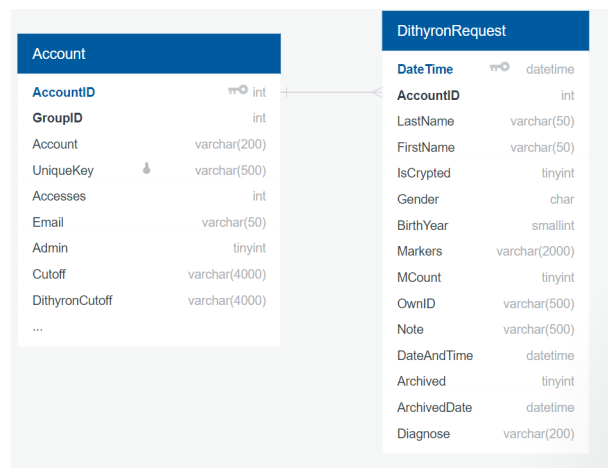 Account
AccountID int
GroupID int
Account varchar(200)
UniqueKey varchar(500)
Accesses int
Email varchar(50)
Admin tinyint
Cutoff varchar(4000)
DithyronCutoff varchar(4000)
...
DithyronRequest
DateTime datetime
AccountID int
LastName varchar(50)
FirstName varchar(50)
IsCrypted tinyint
Gender char
BirthYear smallint
Markers varchar(2000)
MCount tinyint
OwnID varchar(500)
Note varchar(500)
DateAndTime datetime
Archived tinyint
ArchivedDate datetime
Diagnose varchar(200)